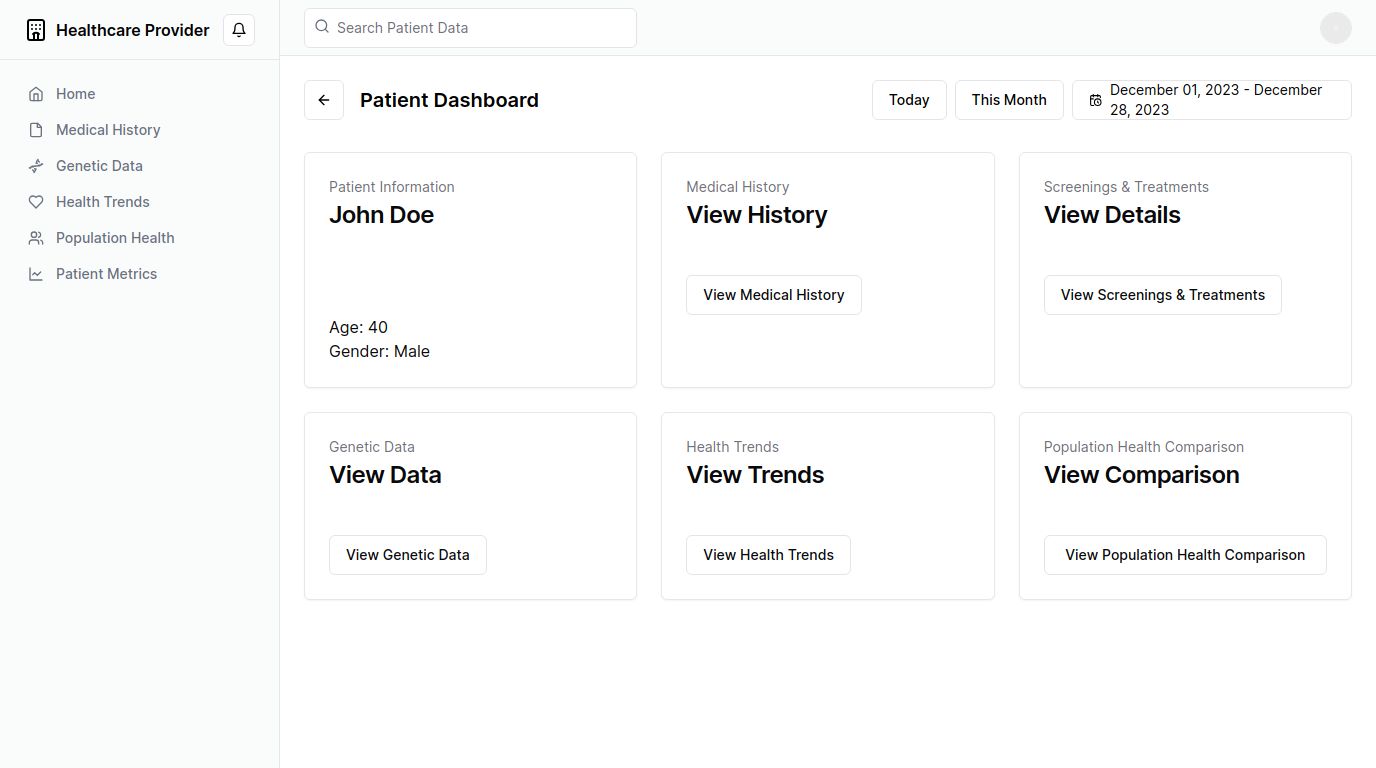 Healthcare Provider
Search Patient Data
Home
Medical History
Genetic Data
Health Trends
Population Health
Patient Metrics
Patient Dashboard
Today
This Month
December 01, 2023 - December
28, 2023
Patient Information
John Doe
Age: 40
Gender: Male
Medical History
View History
View Medical History
Screenings & Treatments
View Details
View Screenings & Treatments
Genetic Data
View Data
View Genetic Data
Health Trends
View Trends
View Health Trends
Population Health Comparison
View Comparison
View Population Health Comparison